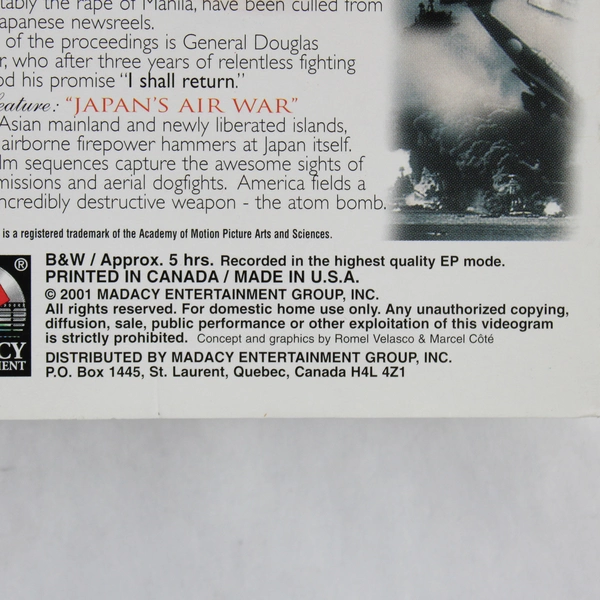 tably the rape of Manila, have been culled from
apanese newsreels.
of the proceedings is General Douglas
r, who after three years of relentless fighting
od his promise “I shall return.”
eature: “JAPAN’S AIR WAR”
Asian mainland and newly liberated islands,
airborne firepower hammers at Japan itself.
lm sequences capture the awesome sights of
missions and aerial dogfights. America fields a
ncredibly destructive weapon - the atom bomb.
is a registered trademark of the Academy of Motion Picture Arts and Sciences.
®
CY
MENT
B&W / Approx. 5 hrs. Recorded in the highest quality EP mode.
PRINTED IN CANADA / MADE IN U.S.A.
© 2001 MADACY ENTERTAINMENT GROUP, INC.
All rights reserved. For domestic home use only. Any unauthorized copying,
diffusion, sale, public performance or other exploitation of this videogram
is strictly prohibited. Concept and graphics by Romel Velasco & Marcel Côté
DISTRIBUTED BY MADACY ENTERTAINMENT GROUP, INC.
P.O. Box 1445, St. Laurent, Quebec, Canada H4L 4Z1